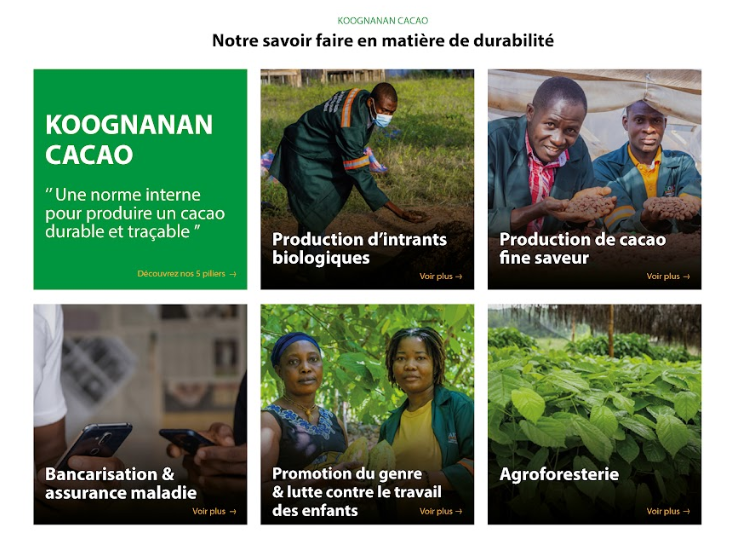 KOOGNANAN CACAO
Notre savoir faire en matière de durabilité
KOOGNANAN
CACAO
‘’ Une norme interne
pour produire un cacao
durable et traçable ’’
Découvrez nos 5 piliers →
Production d’intrants
biologiques
Voir plus →
Production de cacao
fine saveur
Voir plus →
Bancarisation &
assurance maladie
Voir plus →
Promotion du genre
& lutte contre le travail
des enfants
Voir plus →
Agroforesterie
Voir plus →